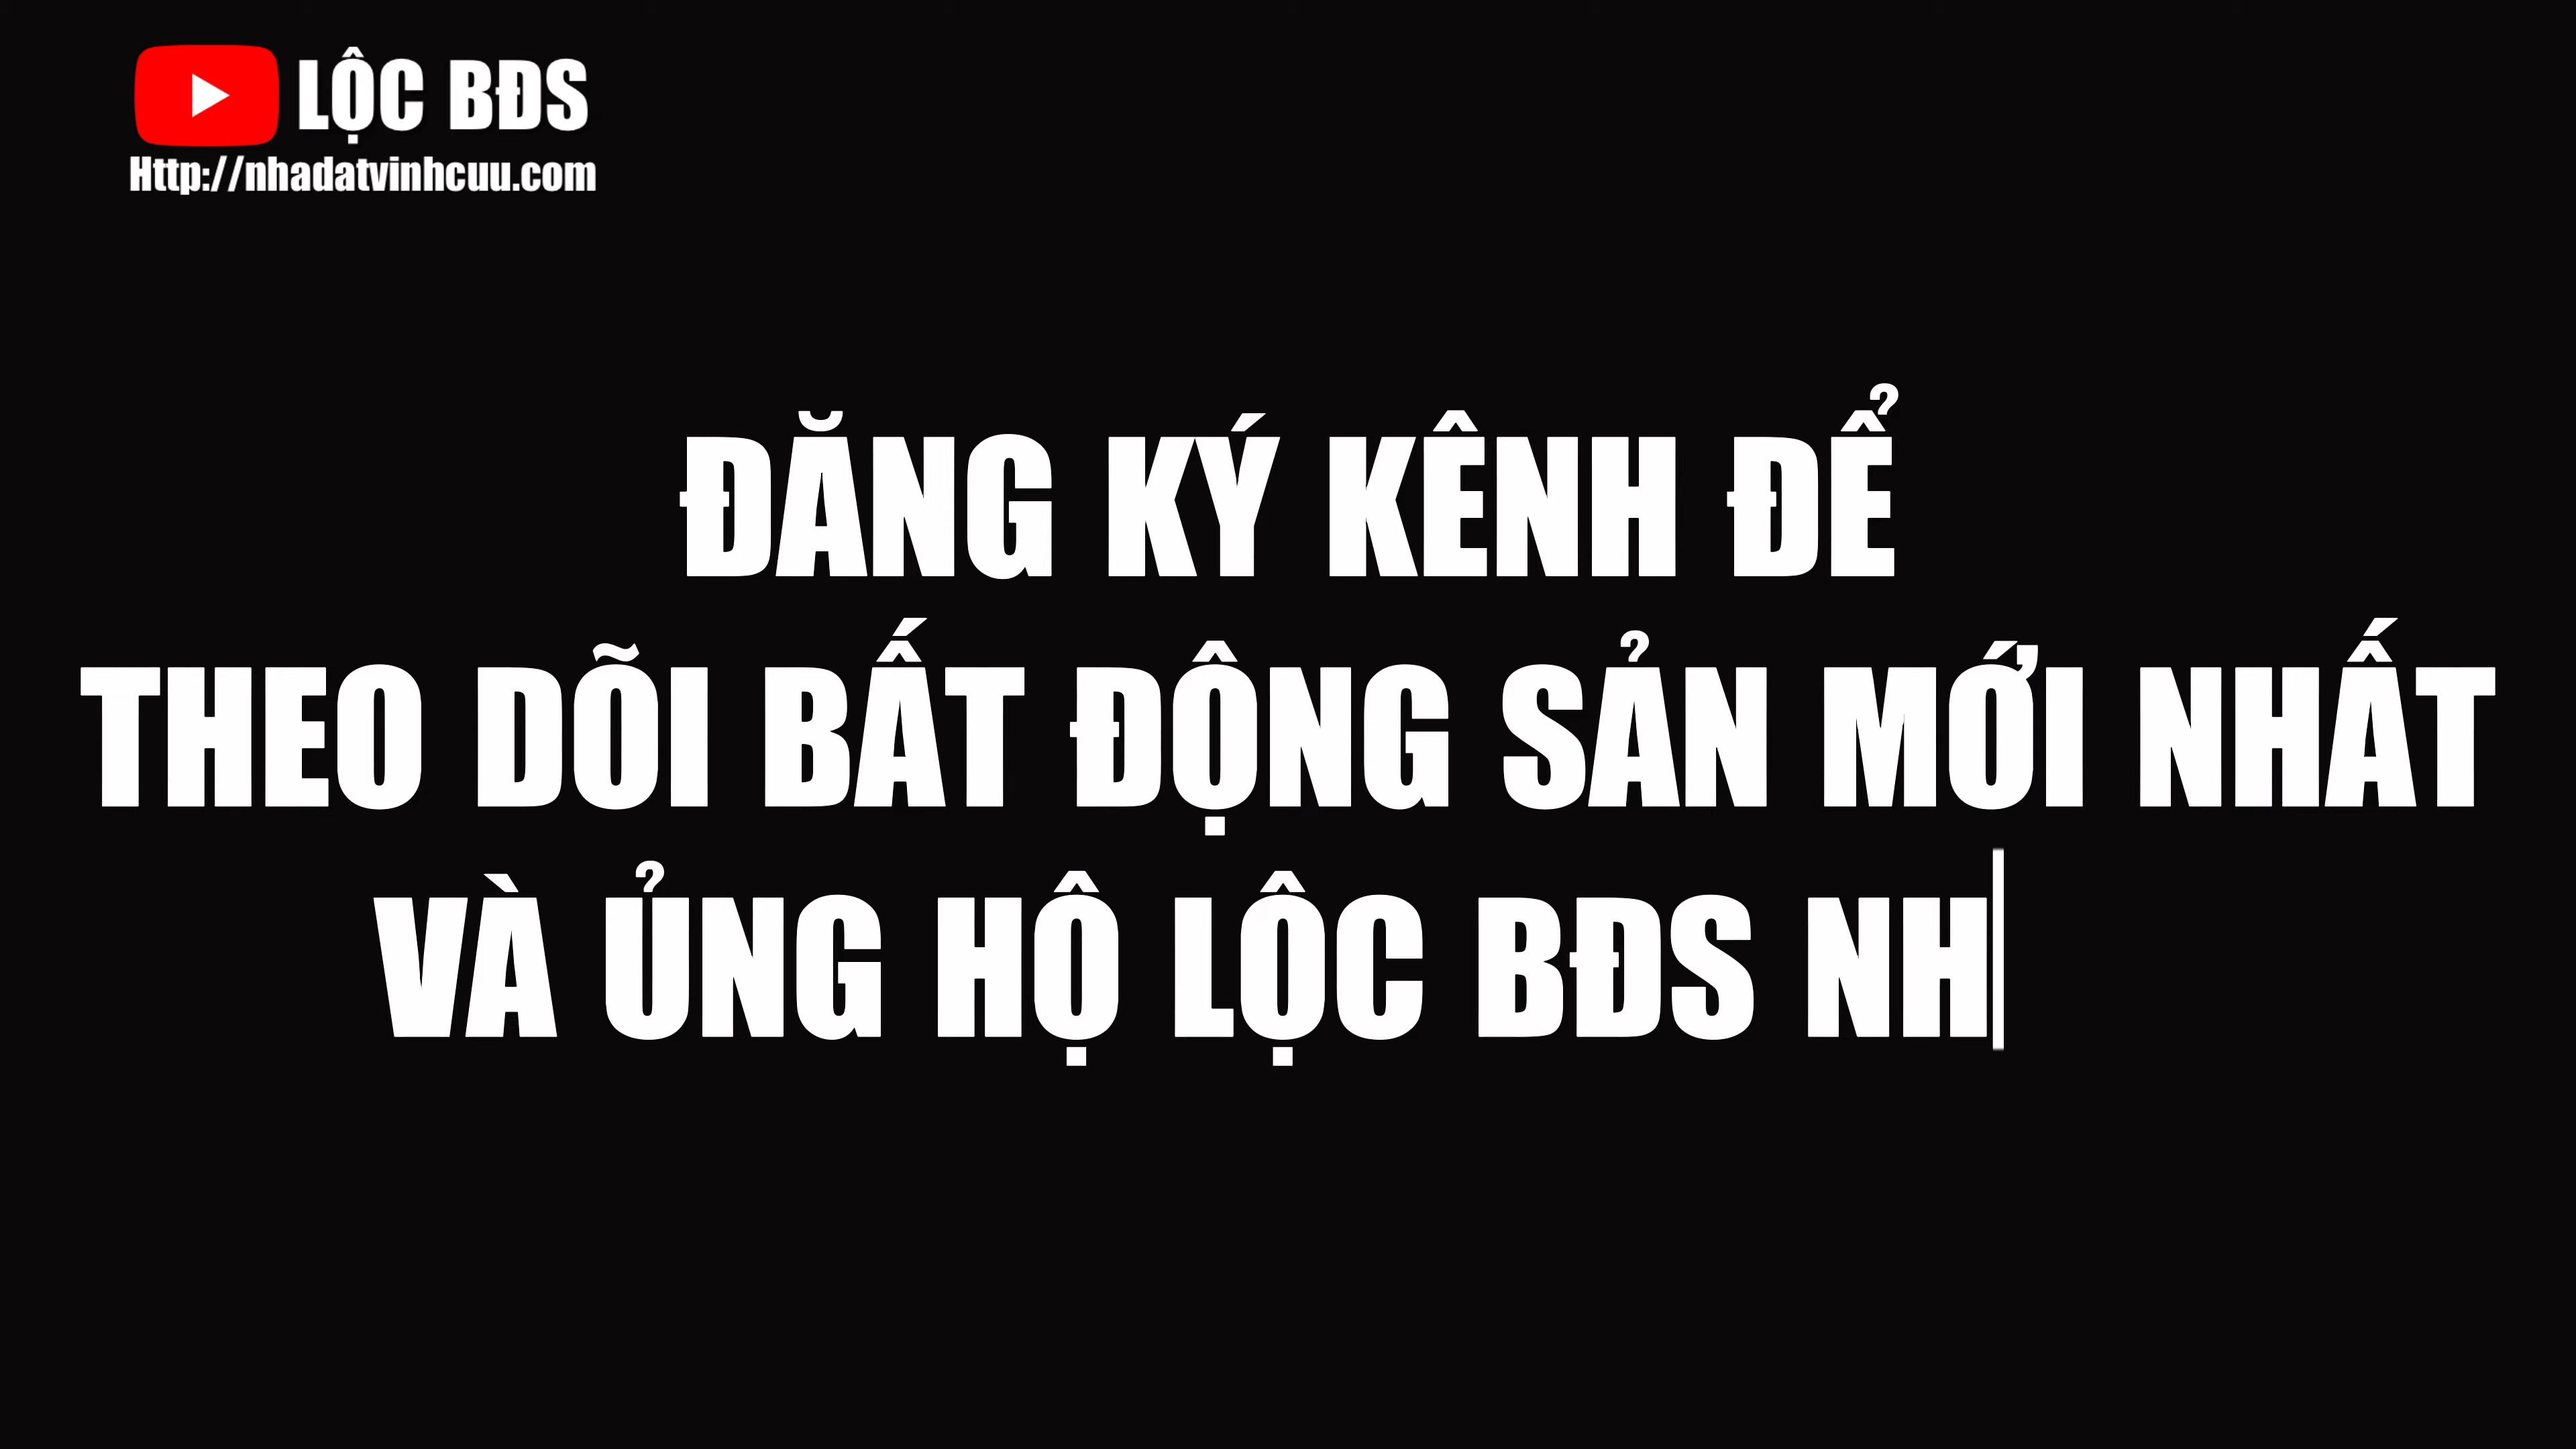 LỘC BĐS
Http://nhadatvinhcuu.com
ĐĂNG KÝ KÊNH ĐỂ
THEO DÕI BẤT ĐỘNG SẢN MỚI NHẤT
VÀ ỦNG HỘ LỘC BĐS NH